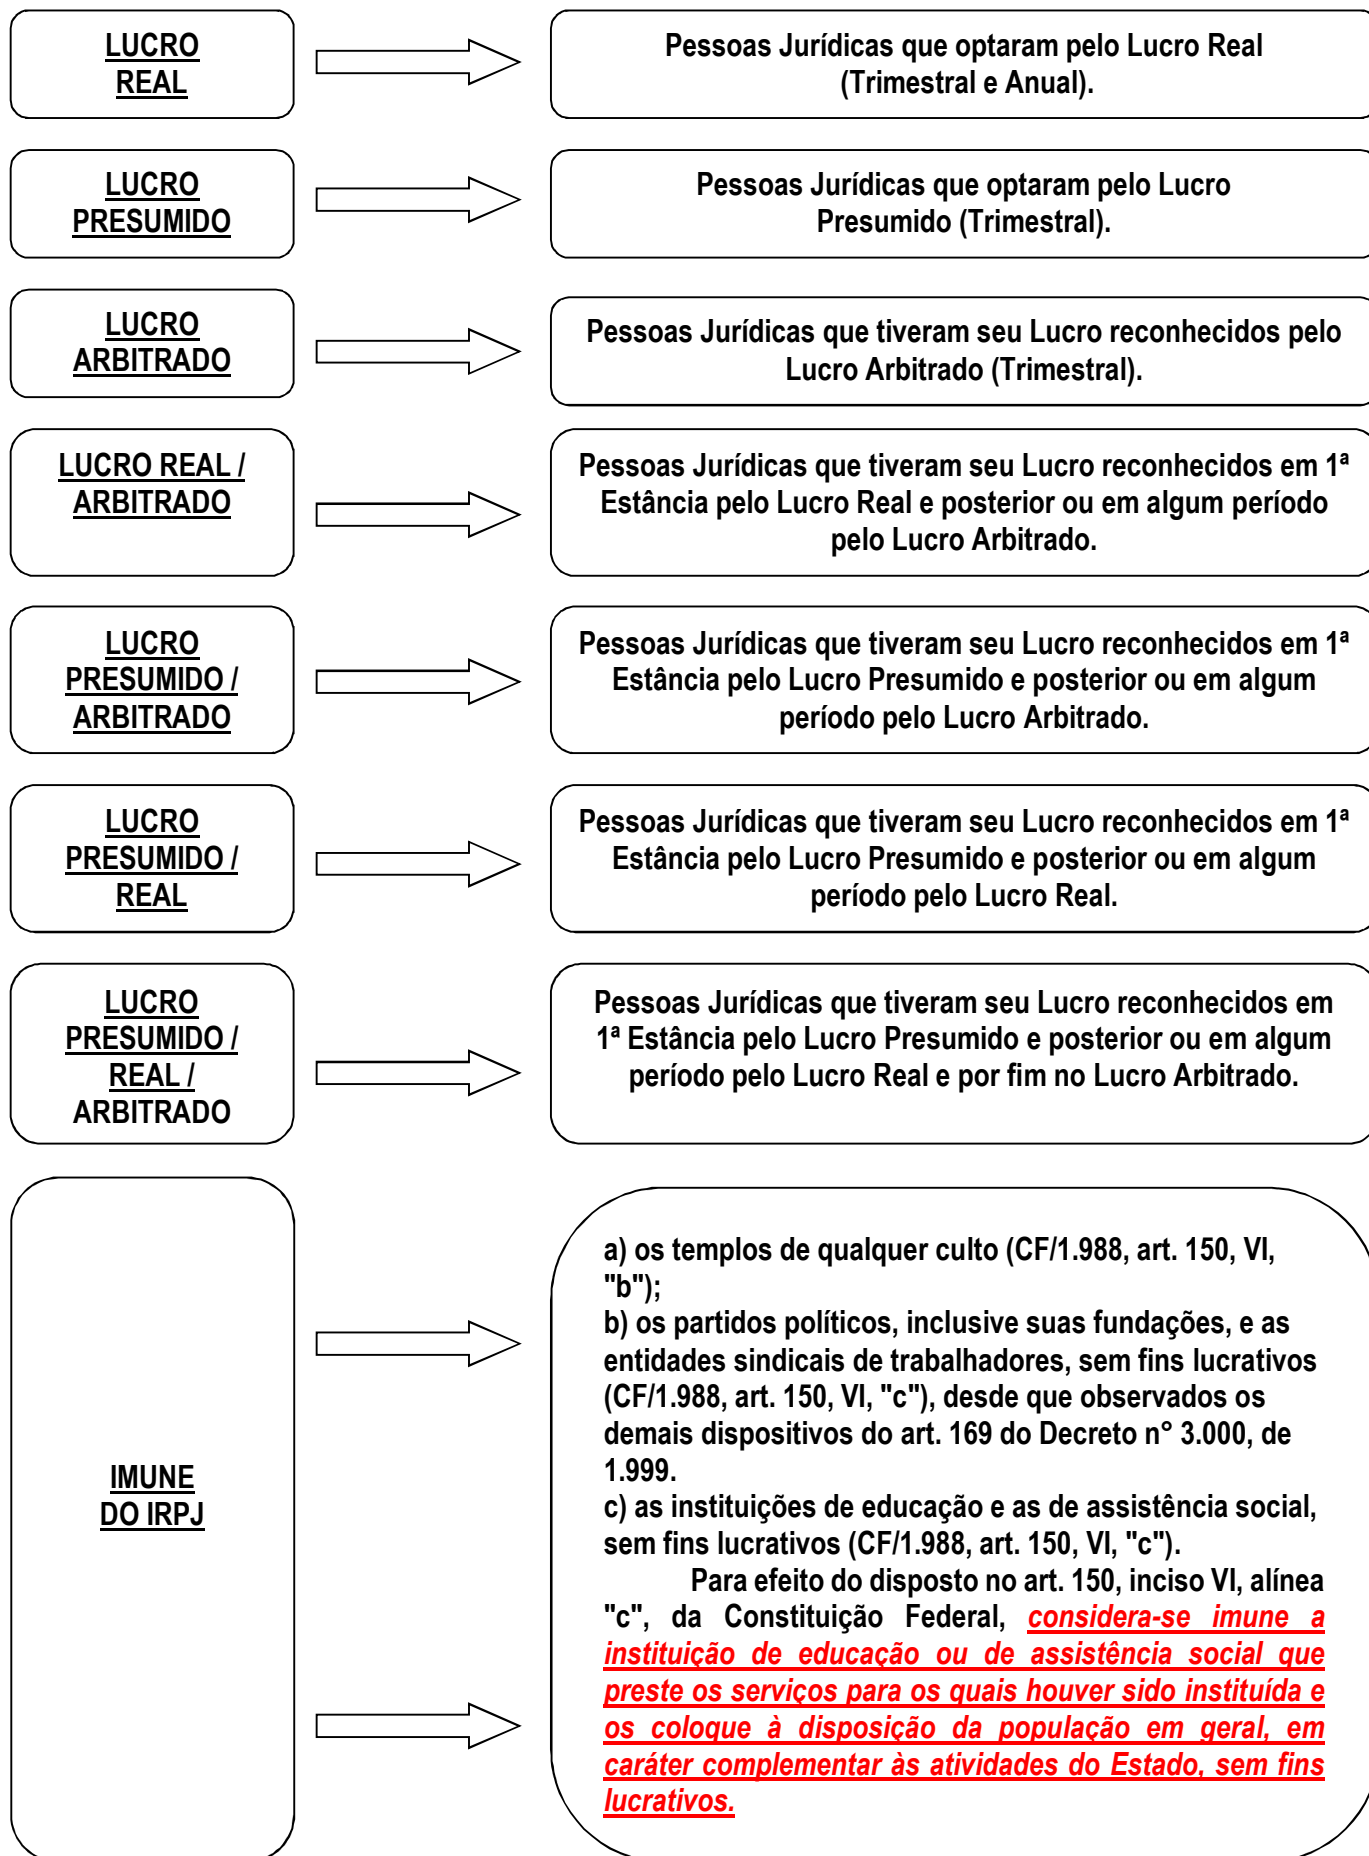 LUCRO
REAL
Pessoas Jurídicas que optaram pelo Lucro Real
(Trimestral e Anual).
LUCRO
PRESUMIDO
Pessoas Jurídicas que optaram pelo Lucro
Presumido (Trimestral).
LUCRO
ARBITRADO
Pessoas Jurídicas que tiveram seu Lucro reconhecidos pelo
Lucro Arbitrado (Trimestral).
LUCRO REAL /
ARBITRADO
Pessoas Jurídicas que tiveram seu Lucro reconhecidos em 1ª
Estância pelo Lucro Real e posterior ou em algum período
pelo Lucro Arbitrado.
LUCRO
PRESUMIDO /
ARBITRADO
Pessoas Jurídicas que tiveram seu Lucro reconhecidos em 1ª
Estância pelo Lucro Presumido e posterior ou em algum
período pelo Lucro Arbitrado.
LUCRO
PRESUMIDO /
REAL
Pessoas Jurídicas que tiveram seu Lucro reconhecidos em 1ª
Estância pelo Lucro Presumido e posterior ou em algum
período pelo Lucro Real.
LUCRO
PRESUMIDO /
REAL /
ARBITRADO
Pessoas Jurídicas que tiveram seu Lucro reconhecidos em
1ª Estância pelo Lucro Presumido e posterior ou em algum
período pelo Lucro Real e por fim no Lucro Arbitrado.
IMUNE
DO IRPJ
a) os templos de qualquer culto (CF/1.988, art. 150, VI,
"b");
b) os partidos políticos, inclusive suas fundações, e as
entidades sindicais de trabalhadores, sem fins lucrativos
(CF/1.988, art. 150, VI, "c"), desde que observados os
demais dispositivos do art. 169 do Decreto n° 3.000, de
1.999.
c) as instituições de educação e as de assistência social,
sem fins lucrativos (CF/1.988, art. 150, VI, "c").
Para efeito do disposto no art. 150, inciso VI, alínea
"c", da Constituição Federal, considera-se imune a
instituição de educação ou de assistência social que
preste os serviços para os quais houver sido instituída e
os coloque à disposição da população em geral, em
caráter complementar às atividades do Estado, sem fins
lucrativos.